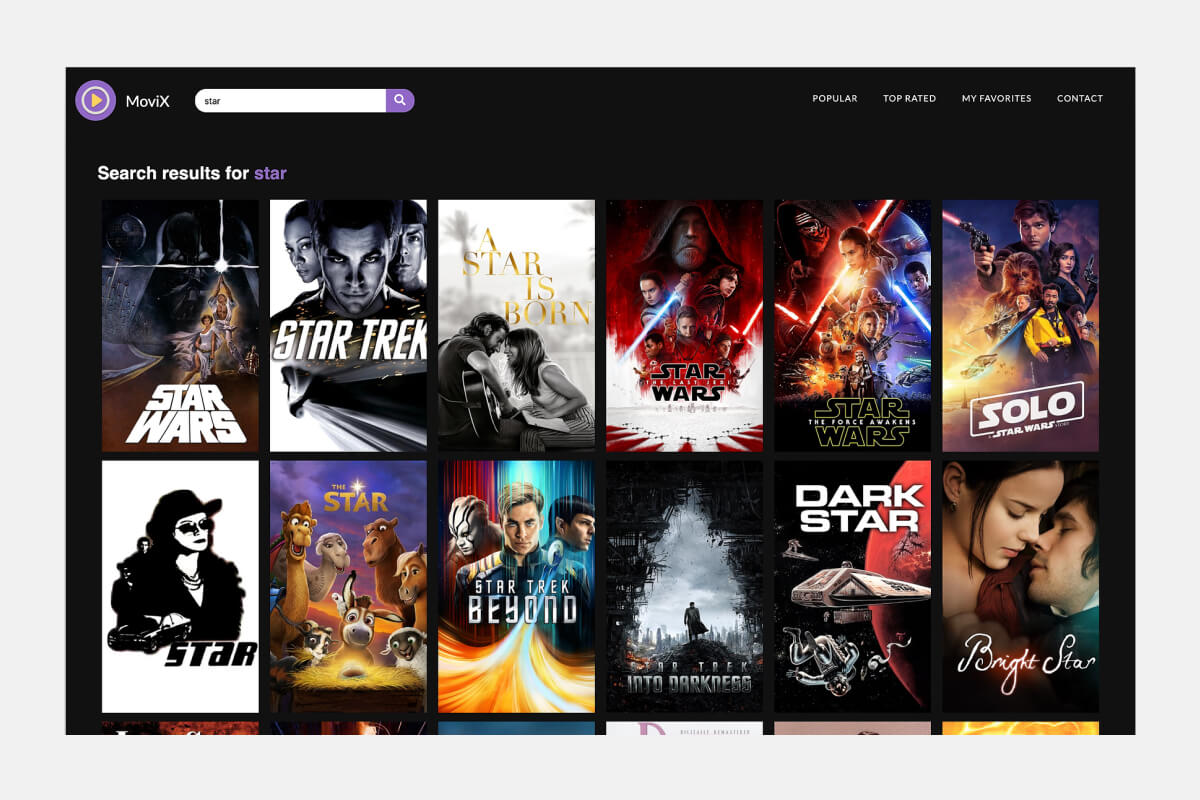 MoviX
star
POPULAR
TOP RATED
MY FAVORITES
CONTACT
Search results for star
STAR
WARS
STAR TREK
A
STAR
IS
BORN
STAR
THE LAST JEDI
WARS
STAR
THE FORCE AWAKENS
WARS
SOLO
A STAR WARS STORY
STAR
THE
STAR
STAR TREK
BEYOND
STAR TREK
INTO DARKNESS
DARK
STAR
Bright Star
DIGITALLY REMASTERED